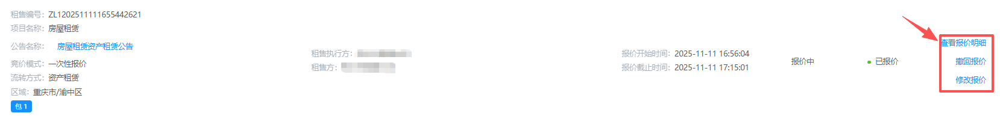 租售编号：ZL1202511111655442621
项目名称：房屋租赁
公告名称： 房屋租赁资产租赁公告
竞价模式：一次性报价
流转方式：资产租赁
区域：重庆市/渝中区
包 1
租售执行方：
租售方：
报价开始时间：2025-11-11 16:56:04
报价截止时间：2025-11-11 17:15:01
报价中
已报价
查看报价明细
撤回报价
修改报价